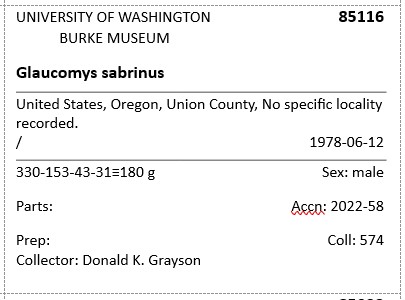 UNIVERSITY OF WASHINGTON 85116
BURKE MUSEUM
Glaucomys sabrinus
United States, Oregon, Union County, No specific locality
recorded.
/ 1978-06-12
330-153-43-31≡180 g Sex: male
Parts: Accn: 2022-58
Prep: Coll: 574
Collector: Donald K. Grayson